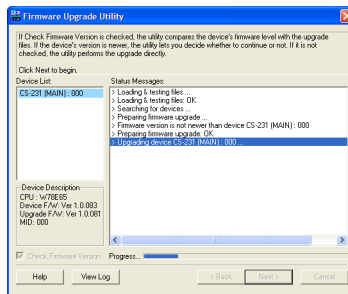 Firmware Upgrade Utility
If Check Firmware Version is checked, the utility compares the device's firmware level with the upgrade
files. If the device's version is newer, the utility lets you decide whether to continue or not. If it is not
checked, the utility performs the upgrade directly.
Click Next to begin.
Device List:
Status Messages:
CS-231 (MAIN) : 000
> Loading & testing files ...
> Loading & testing files: OK
> Searching for devices ...
> Preparing firmware upgrade ...
> Firmware version is not newer than device CS-231 (MAIN) : 000
> Preparing firmware upgrade: OK
> Upgrading device CS-231 (MAIN) : 000 ...
Device Description
CPU : W78E65
Device F/W: Ver 1.0.083
Upgrade F/W: Ver 1.0.081
MID: 000
Check Firmware Version
Progress...
Help
View Log
< Back
Next >
Cancel